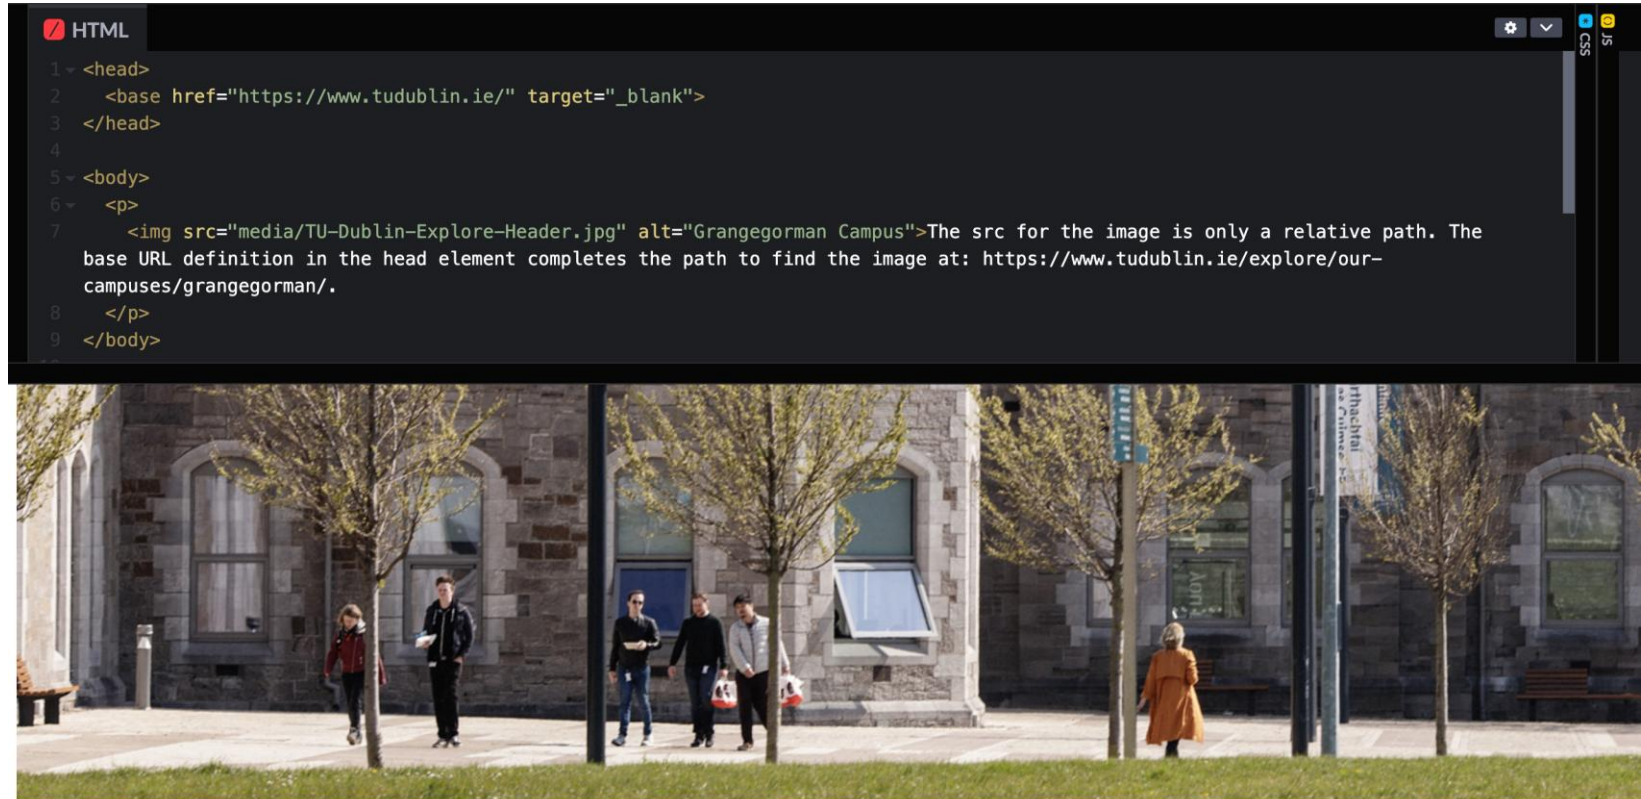 HTML
CSS
JS
1 <head>
2 <base href="https://www.tudublin.ie/" target="_blank">
3 </head>
4
5 <body>
6 <p>
7 <img src="media/TU-Dublin-Explore-Header.jpg" alt="Grangegorman Campus">The src for the image is only a relative path. The
base URL definition in the head element completes the path to find the image at: https://www.tudublin.ie/explore/our-
campuses/grangegorman/.
8 </p>
9 </body>